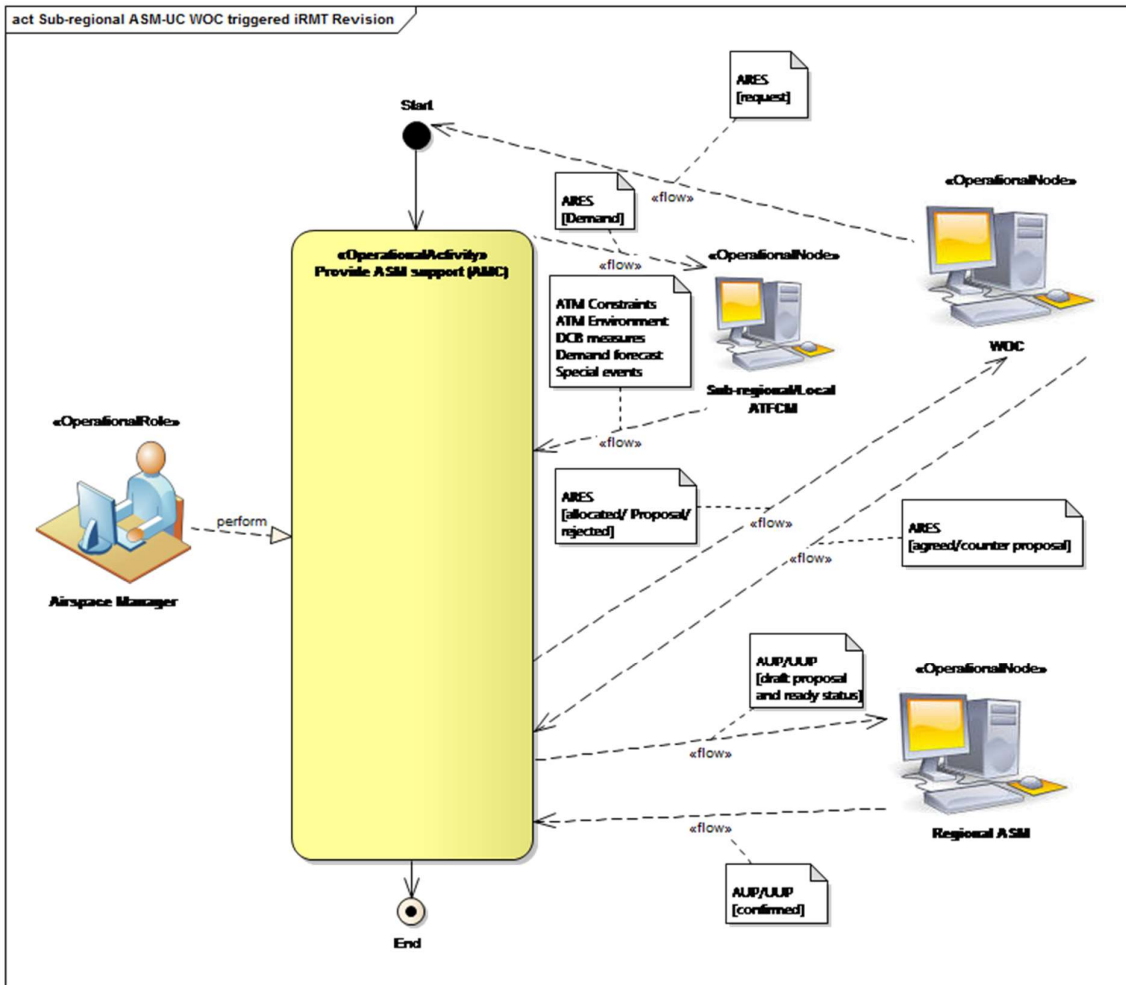 act Sub-regional ASM-UC WOC triggered iRMT Revision
ARES
[request]
Start
«flow»
«OperationalNode»
WOC
ARES
[Demand]
«flow»
«OperationalNode»
Sub-regional/Local
ATFCM
«OperationalActivity»
Provide ASM support (AMC)
ATM Constraints
ATM Environment
DCB measures
Demand forecast
Special events
«flow»
«OperationalRole»
perform
Airspace Manager
ARES
[allocated/ Proposal/
rejected]
«flow»
«flow»
ARES
[agreed/counter proposal]
AUP/UUP
[draft proposal
and ready status]
«flow»
«OperationalNode»
Regional ASM
«flow»
AUP/UUP
[confirmed]
End